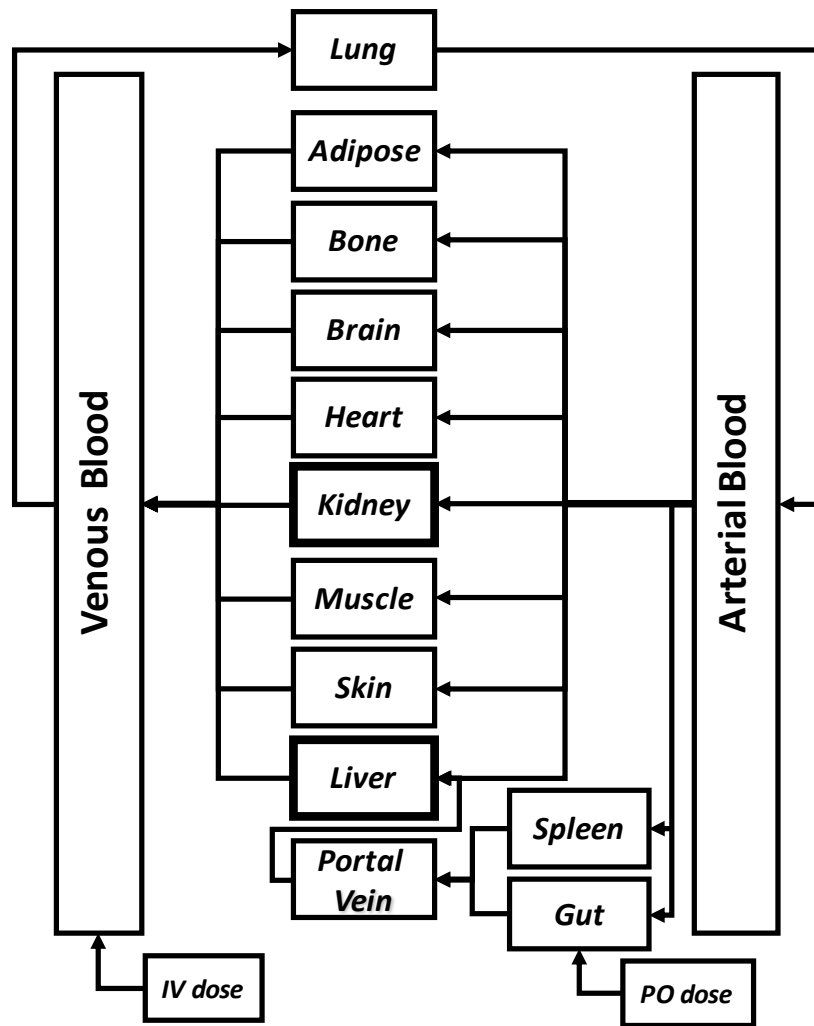 Lung
Adipose
Bone
Brain
Heart
Kidney
Muscle
Skin
Liver
Portal
Vein
Spleen
Gut
Venous Blood
Arterial Blood
IV dose
PO dose